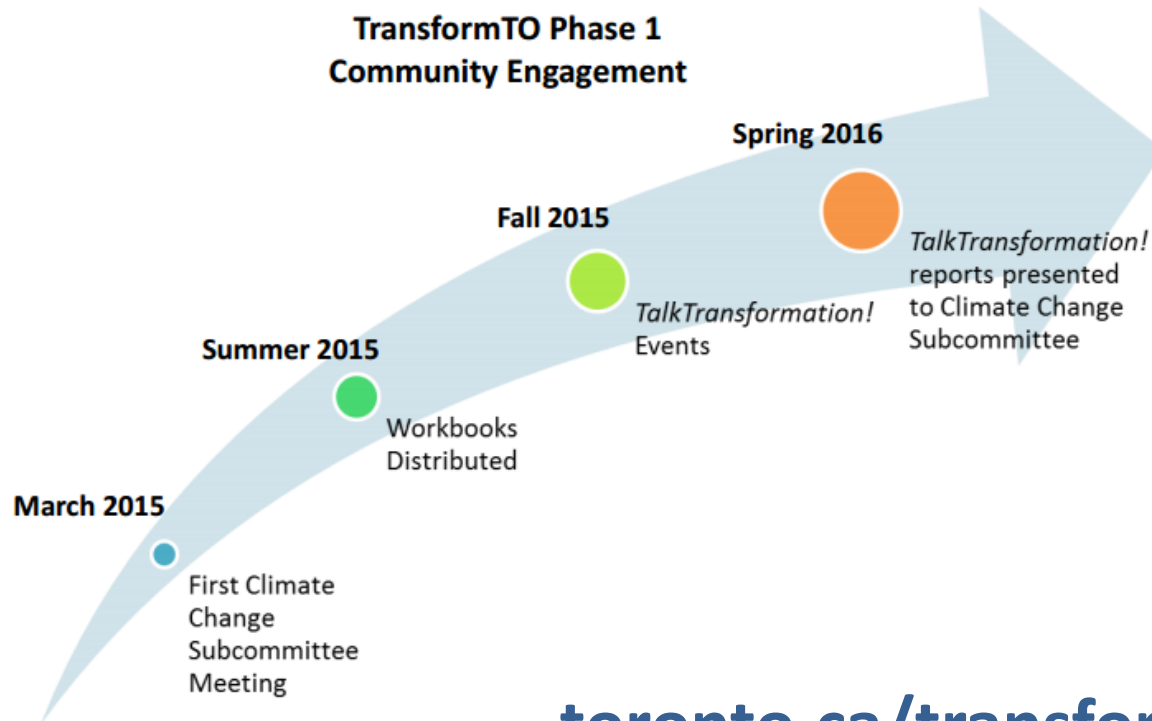 TransformTO Phase 1
Community Engagement
Spring 2016
Fall 2015
TalkTransformation!
reports presented
to Climate Change
Subcommittee
TalkTransformation!
Events
Summer 2015
Workbooks
Distributed
March 2015
First Climate
Change
Subcommittee
Meeting